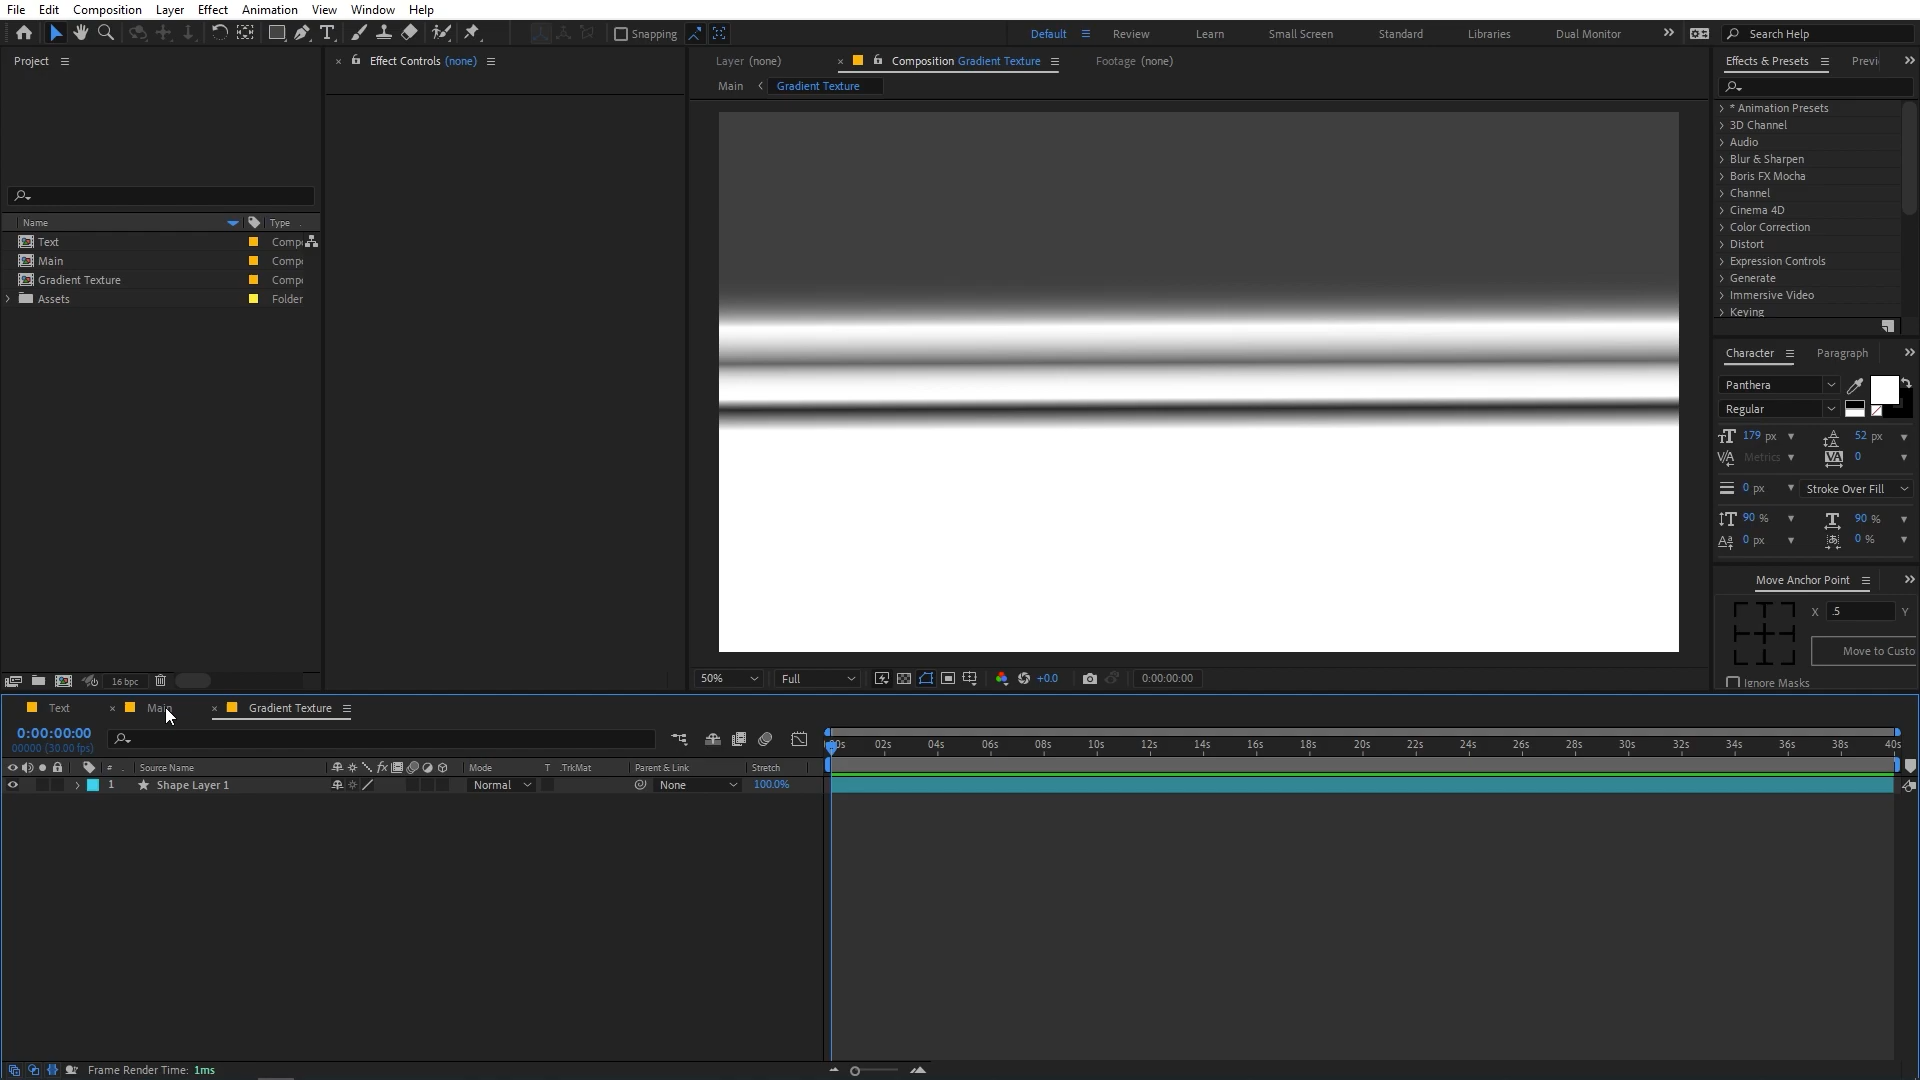 File Edit Composition Layer Effect Animation View Window Help
Snapping
Default Review Learn Small Screen Standard Libraries Dual Monitor
Search Help
Project
Effect Controls (none)
Layer (none)
Composition Gradient Texture
Footage (none)
Main Gradient Texture
Effects & Presets
* Animation Presets
3D Channel
Audio
Blur & Sharpen
Boris FX Mocha
Channel
Cinema 4D
Color Correction
Distort
Expression Controls
Generate
Immersive Video
Keying
Name Type
Text
Main
Gradient Texture
Assets Folder
16 bpc
Character Paragraph
Panthera
Regular
179 px 52 px
Metrics 0
0 px Stroke Over Fill
90 % 90 %
0 px 0 %
Move Anchor Point
X .5 Y
Move to Custo
Ignore Masks
50% Full +0.0 0:00:00:00
Text Main Gradient Texture
0:00:00:00
00000 (30.00 fps)
# Source Name Mode T .TrkMat Parent & Link Stretch
1 Shape Layer 1 Normal None 100.0%
00s 02s 04s 06s 08s 10s 12s 14s 16s 18s 20s 22s 24s 26s 28s 30s 32s 34s 36s 38s 40s
Frame Render Time: 1ms